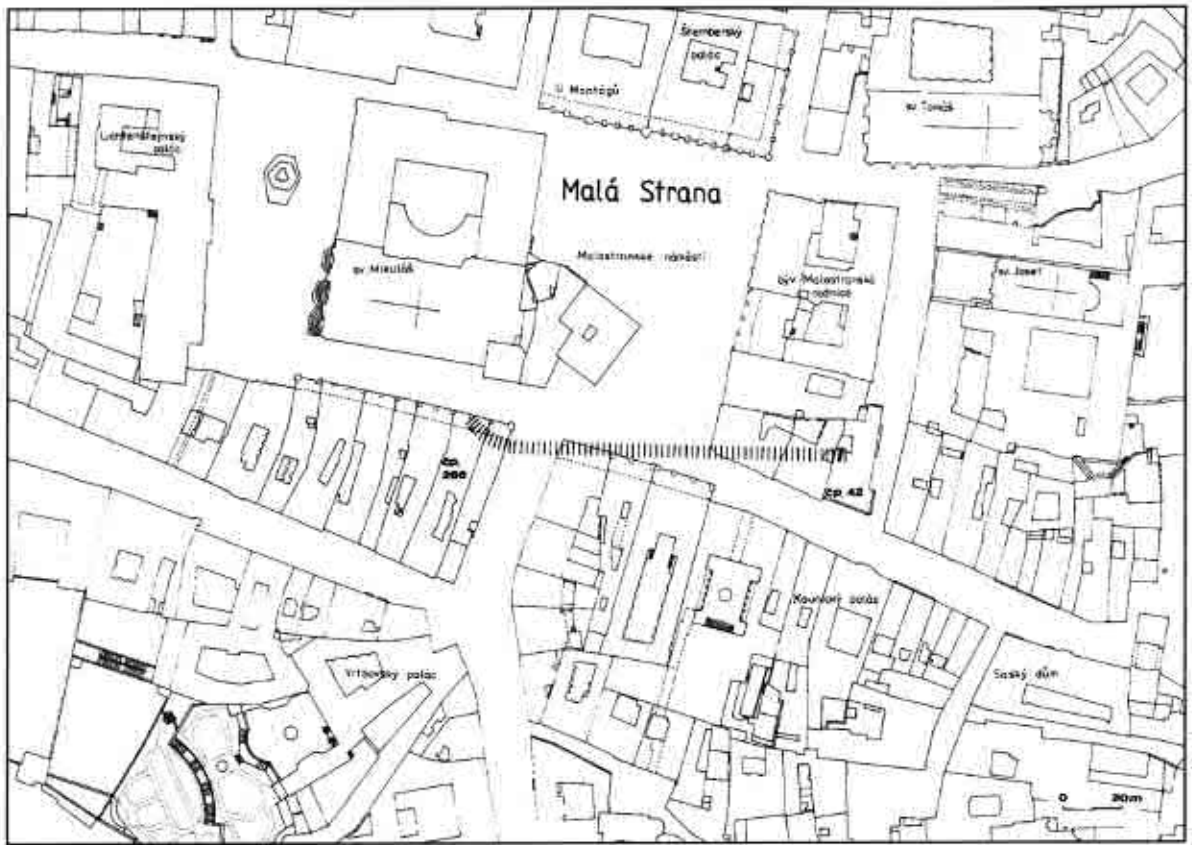 Šternberský
palác
U Montágů
sv. Tomáš
Lichtenštejnský
palác
Malá Strana
Malostranské náměstí
sv. Mikuláš
býv. Malostranská
radnice
sv. Josef
čp.
čp. 42
Kounický palác
Vrtbovský palác
Saský dům
0 20m